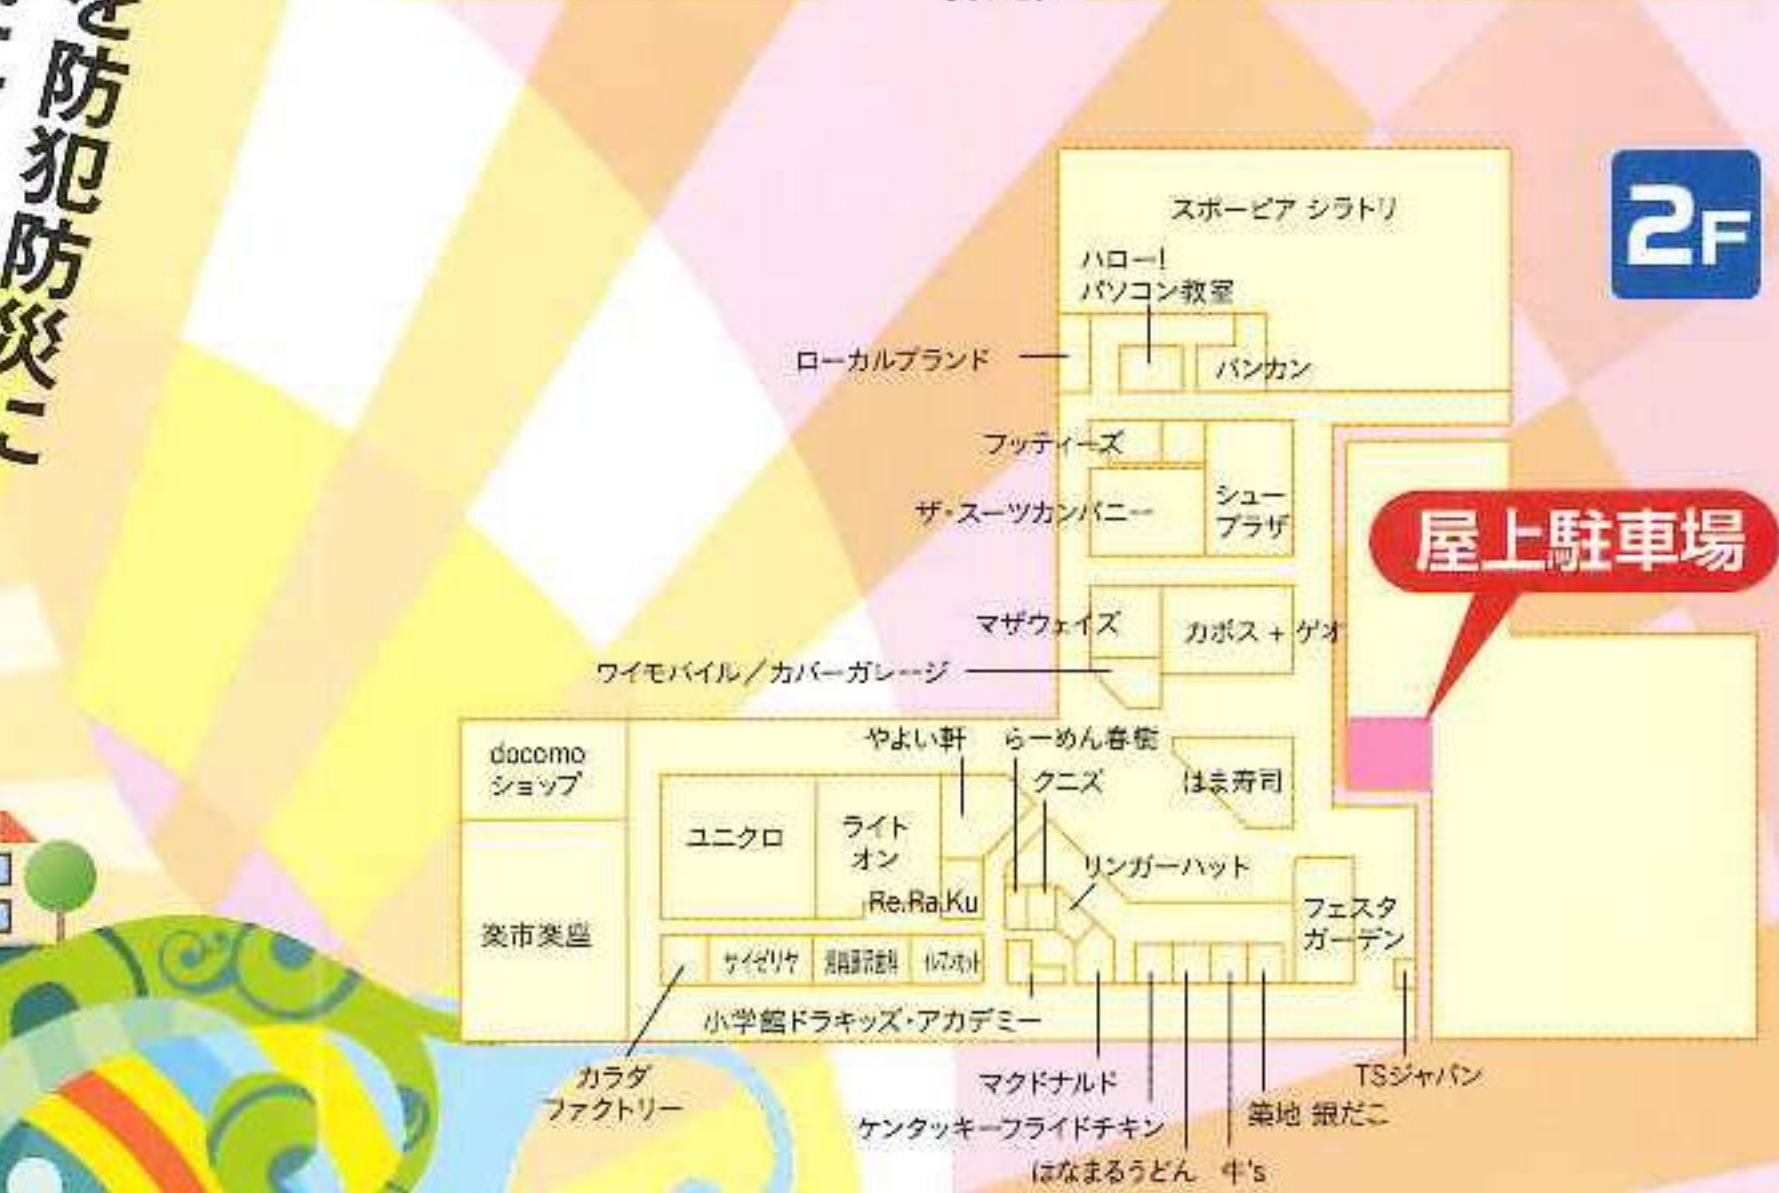 を防犯防災に
2F
スポーピア シラトリ
ハロー!
パソコン教室
ローカルブランド
バンカン
フッティーズ
ザ・スーツカンパニー
シュー
プラザ
屋上駐車場
マザウェイズ
カボス + ゲオ
ワイモバイル／カバーガレージ
docomo
ショップ
やよい軒
らーめん春樹
クニズ
はま寿司
ユニクロ
ライト
オン
リンガーハット
Re.Ra.Ku
フェスタ
ガーデン
楽市楽座
サイゼリヤ
小学館ドラキッズ・アカデミー
カラダ
ファクトリー
マクドナルド
TSジャパン
ケンタッキーフライドチキン
築地 銀だこ
はなまるうどん
牛's